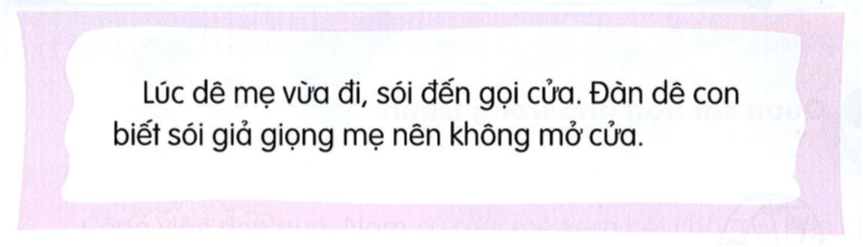 Lúc dê mẹ vừa đi, sói đến gọi cửa. Đàn dê con
biết sói giả giọng mẹ nên không mở cửa.